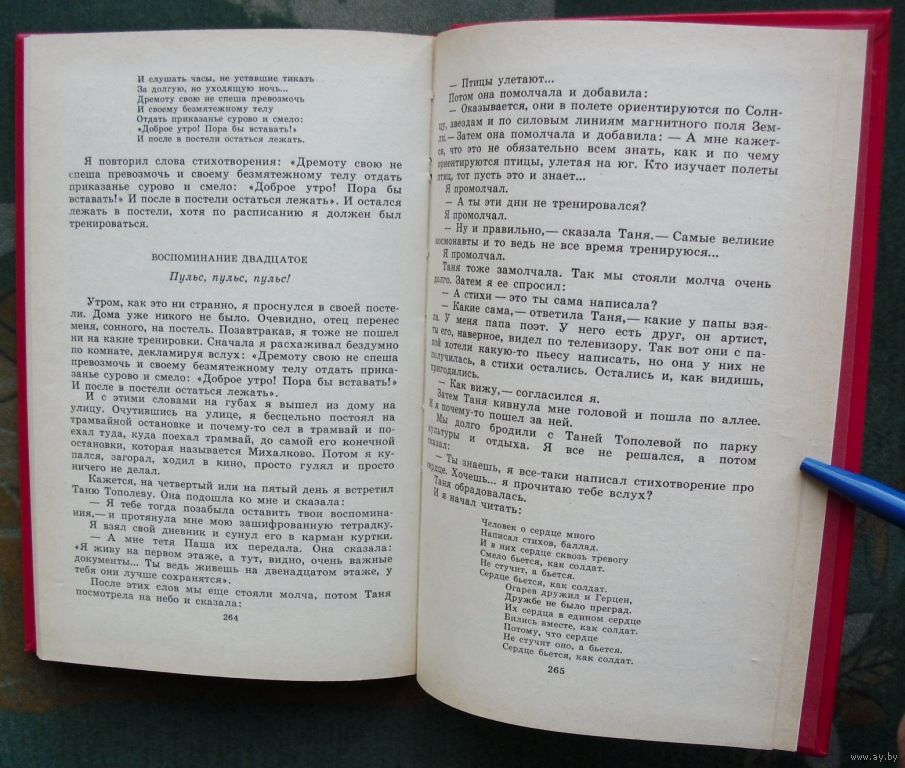 И слушать часы, не уставшие тикать
За долгую, но уходящую ночь...
Дремоту свою не спеша превозмочь
И своему безмятежному телу
Отдать приказанье сурово и смело:
«Доброе утро! Пора бы вставать!»
И после в постели остаться лежать.
Я повторил слова стихотворения: «Дремоту свою не
спеша превозмочь и своему безмятежному телу отдать
приказанье сурово и смело: «Доброе утро! Пора бы
вставать!» И после в постели остаться лежать». И остался
лежать в постели, хотя по расписанию я должен был
тренироваться.
ВОСПОМИНАНИЕ ДВАДЦАТОЕ
Пульс, пульс, пульс!
Утром, как это ни странно, я проснулся в своей посте-
ли. Дома уже никого не было. Очевидно, отец перенес
меня, сонного, на постель. Позавтракав, я тоже не пошел
ни на какие тренировки. Сначала я расхаживал бездумно
по комнате, декламируя вслух: «Дремоту свою не спеша
превозмочь и своему безмятежному телу отдать прика-
занье сурово и смело: «Доброе утро! Пора бы вставать!»
И после в постели остаться лежать».
И с этими словами на губах я вышел из дому на
улицу. Очутившись на улице, я бесцельно постоял на
трамвайной остановке и почему-то сел в трамвай и по-
ехал туда, куда поехал трамвай, до самой его конечной
остановки, которая называется Михалково. Потом я ку-
пался, загорал, ходил в кино, просто гулял и просто
ничего не делал.
Кажется, на четвертый или на пятый день я встретил
Таню Тополеву. Она подошла ко мне и сказала:
— Я тебе тогда позабыла оставить твои воспомина-
ния,— и протянула мне мою зашифрованную тетрадку.
Я взял свой дневник и сунул его в карман куртки.
— А мне тетя Паша их передала. Она сказала:
«Я живу на первом этаже, а тут, видно, очень важные
документы... Ты ведь живешь на двенадцатом этаже, у
тебя они лучше сохранятся».
После этих слов мы еще стояли молча, потом Таня
посмотрела на небо и сказала:
264
— Птицы улетают...
Потом она помолчала и добавила:
— Оказывается, они в полете ориентируются по Солн-
цу, звездам и по силовым линиям магнитного поля Зем-
ли.— Затем она помолчала и добавила: — А мне кажет-
ся, что это не обязательно всем знать, как и по чему
ориентируются птицы, улетая на юг. Кто изучает полеты
птиц, тот пусть это и знает...
Я промолчал.
— А ты эти дни не тренировался?
Я промолчал.
— Ну и правильно,— сказала Таня.— Самые великие
космонавты и то ведь не все время тренируюся...
Я промолчал.
Таня тоже замолчала. Так мы стояли молча очень
долго. Затем я ее спросил:
— А стихи — это ты сама написала?
— Какие сама,— ответила Таня,— какие у папы взя-
ла. У меня папа поэт. У него есть друг, он артист,
ты его, наверное, видел по телевизору. Так вот они с па-
пой хотели какую-то пьесу написать, но она у них не
получилась, а стихи остались. Остались и, как видишь,
пригодились.
— Как вижу,— согласился я.
Затем Таня кивнула мне головой и пошла по аллее.
И я почему-то пошел за ней.
Мы долго бродили с Таней Тополевой по парку
культуры и отдыха. Я все не решался, а потом
сказал:
— Ты знаешь, я все-таки написал стихотворение про
сердце. Хочешь... я прочитаю тебе вслух?
Таня обрадовалась.
И я начал читать:
Человек о сердце много
Написал стихов, баллад.
И в них сердце сквозь тревогу
Смело бьется, как солдат.
Не стучит, а бьется.
Сердце бьется, как солдат.
Огарев дружил и Герцен,
Дружбе не было преград.
Их сердца в едином сердце
Бились вместе, как солдат.
Потому, что сердце
Не стучит оно, а бьется.
Сердце бьется, как солдат.
265
www.ay.by